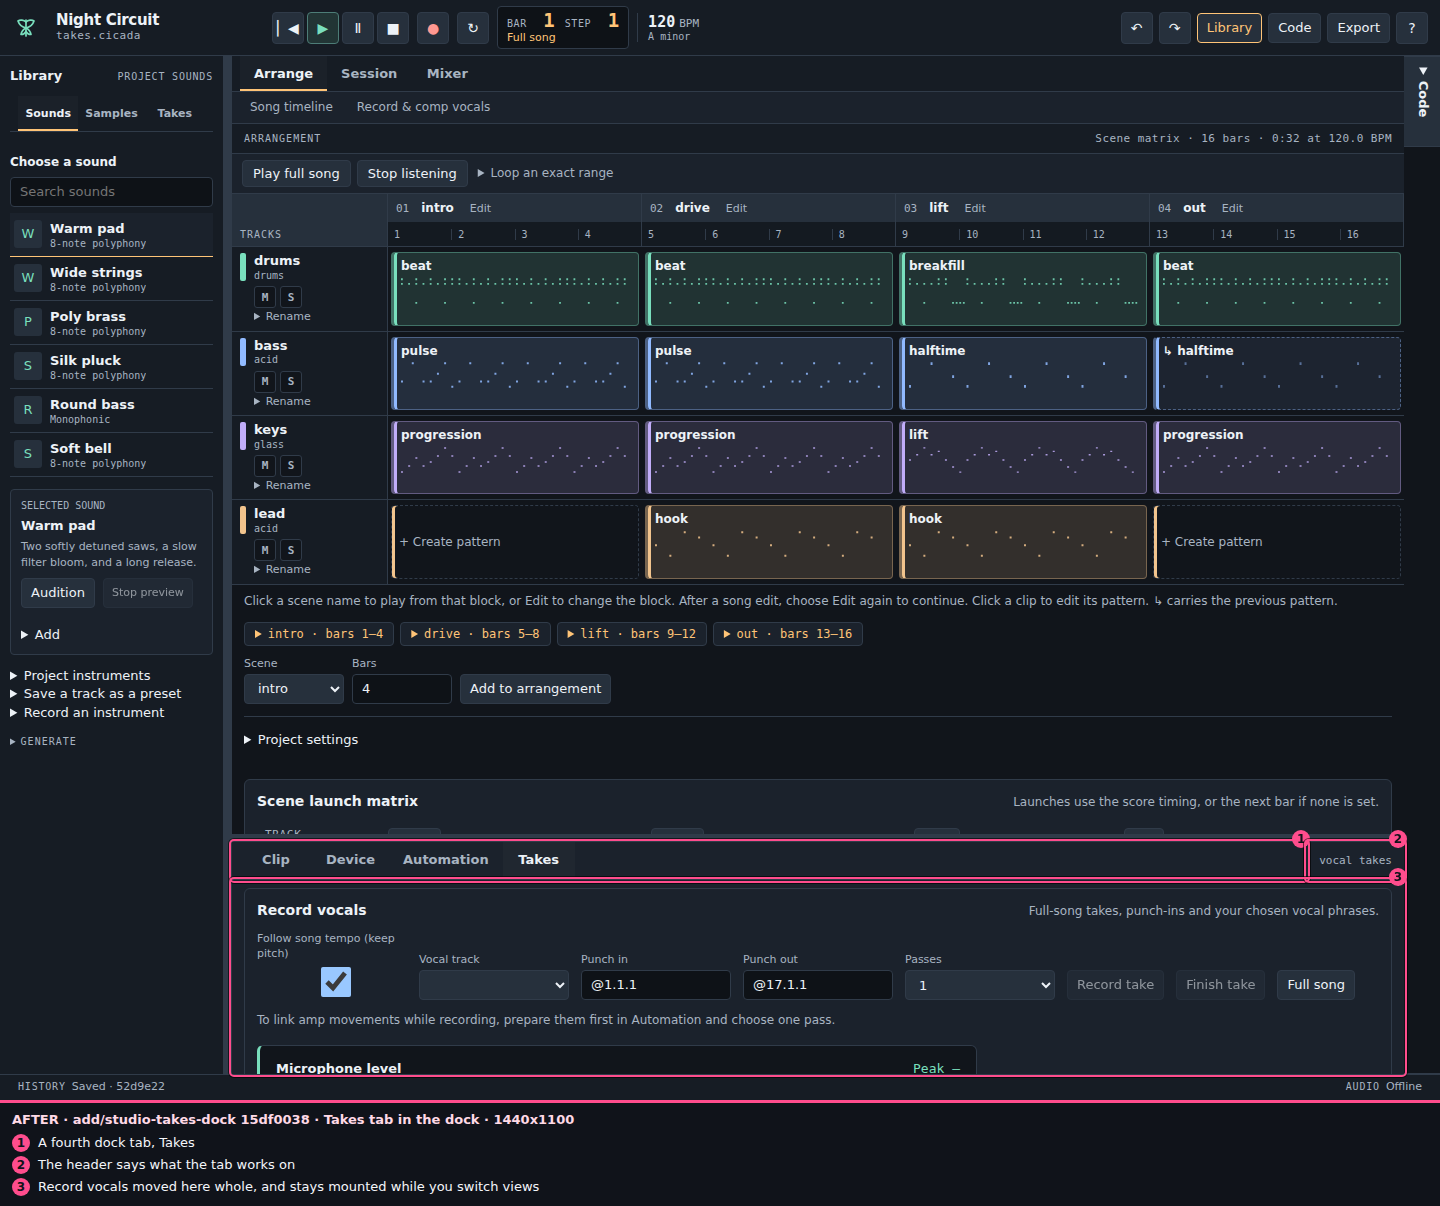 Night Circuit
takes.cicada
BAR 1 STEP 1
Full song
120 BPM
A minor
Library
Code
Export
?
Library
PROJECT SOUNDS
Sounds
Samples
Takes
Choose a sound
Search sounds
W
Warm pad
8-note polyphony
W
Wide strings
8-note polyphony
P
Poly brass
8-note polyphony
S
Silk pluck
8-note polyphony
R
Round bass
Monophonic
S
Soft bell
8-note polyphony
SELECTED SOUND
Warm pad
Two softly detuned saws, a slow
filter bloom, and a long release.
Audition
Stop preview
Add
Project instruments
Save a track as a preset
Record an instrument
GENERATE
Arrange
Session
Mixer
Code
Song timeline
Record & comp vocals
ARRANGEMENT
Scene matrix · 16 bars · 0:32 at 120.0 BPM
Play full song
Stop listening
Loop an exact range
01 intro Edit
02 drive Edit
03 lift Edit
04 out Edit
TRACKS
1 2 3 4 5 6 7 8 9 10 11 12 13 14 15 16
drums
drums
M S
Rename
beat
beat
breakfill
beat
bass
acid
M S
Rename
pulse
pulse
halftime
↳ halftime
keys
glass
M S
Rename
progression
progression
lift
progression
lead
acid
M S
Rename
+ Create pattern
hook
hook
+ Create pattern
Click a scene name to play from that block, or Edit to change the block. After a song edit, choose Edit again to continue. Click a clip to edit its pattern. ↳ carries the previous pattern.
intro · bars 1–4
drive · bars 5–8
lift · bars 9–12
out · bars 13–16
Scene
Bars
intro
4
Add to arrangement
Project settings
Scene launch matrix
Launches use the score timing, or the next bar if none is set.
TRACK
1
2
Clip
Device
Automation
Takes
vocal takes
3
Record vocals
Full-song takes, punch-ins and your chosen vocal phrases.
Follow song tempo (keep
pitch)
Vocal track
Punch in
Punch out
Passes
@1.1.1
@17.1.1
1
Record take
Finish take
Full song
To link amp movements while recording, prepare them first in Automation and choose one pass.
Microphone level
Peak –
HISTORY Saved · 52d9e22
AUDIO Offline
AFTER · add/studio-takes-dock 15df0038 · Takes tab in the dock · 1440x1100
1 A fourth dock tab, Takes
2 The header says what the tab works on
3 Record vocals moved here whole, and stays mounted while you switch views